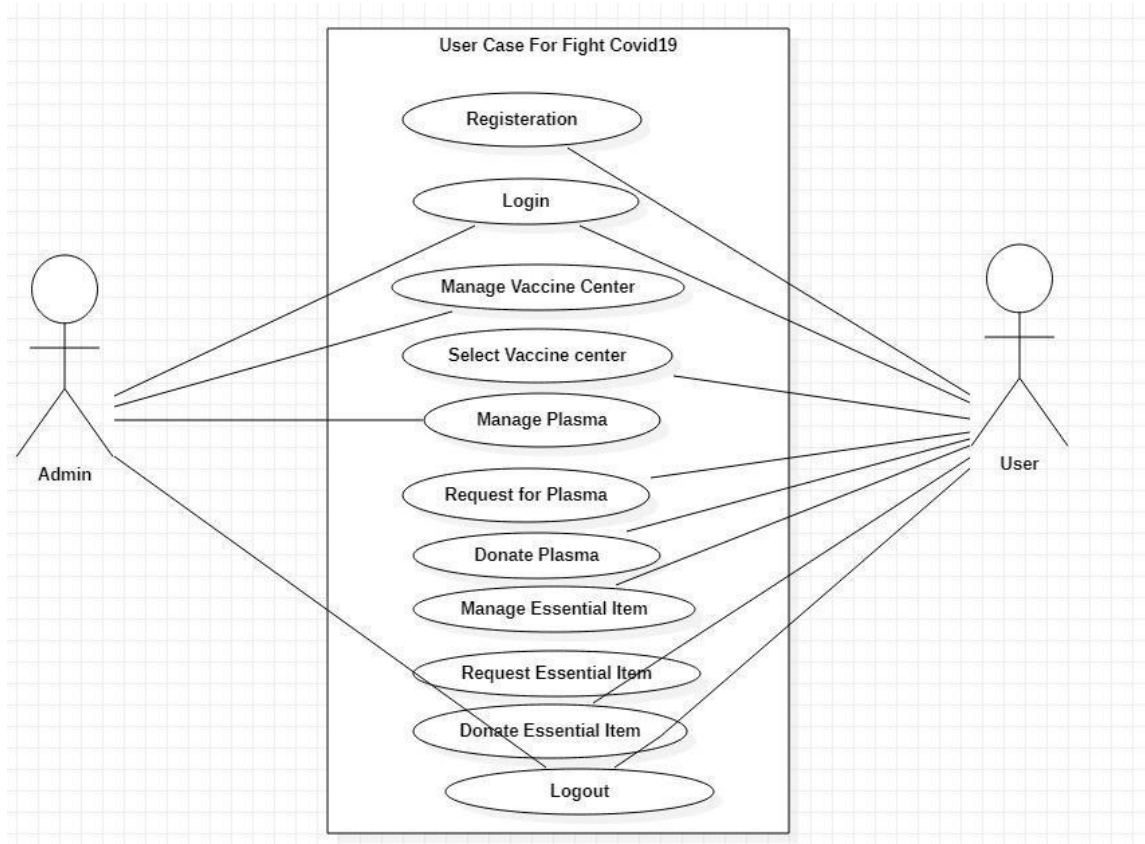 User Case For Fight Covid19
Registeration
Login
Manage Vaccine Center
Select Vaccine center
Manage Plasma
Request for Plasma
Donate Plasma
Manage Essential Item
Request Essential Item
Donate Essential Item
Logout
Admin
User